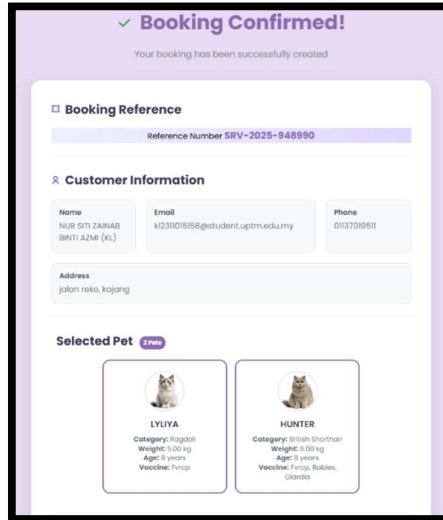 Booking Confirmed!
Your booking has been successfully created
Booking Reference
Reference Number SRV-2025-948990
Customer Information
Name
NUR SITI ZAINAB
BINTI AZMI (KL)
Email
kl2311015158@student.uptm.edu.my
Phone
01137019511
Address
jalan reko, kajang
Selected Pet 2 Pets
LYLIYA
Category: Ragdoll
Weight: 5.00 kg
Age: 8 years
Vaccine: Fvrcp
HUNTER
Category: British Shorthair
Weight: 6.00 kg
Age: 8 years
Vaccine: Fvrcp, Rabies,
Giardia